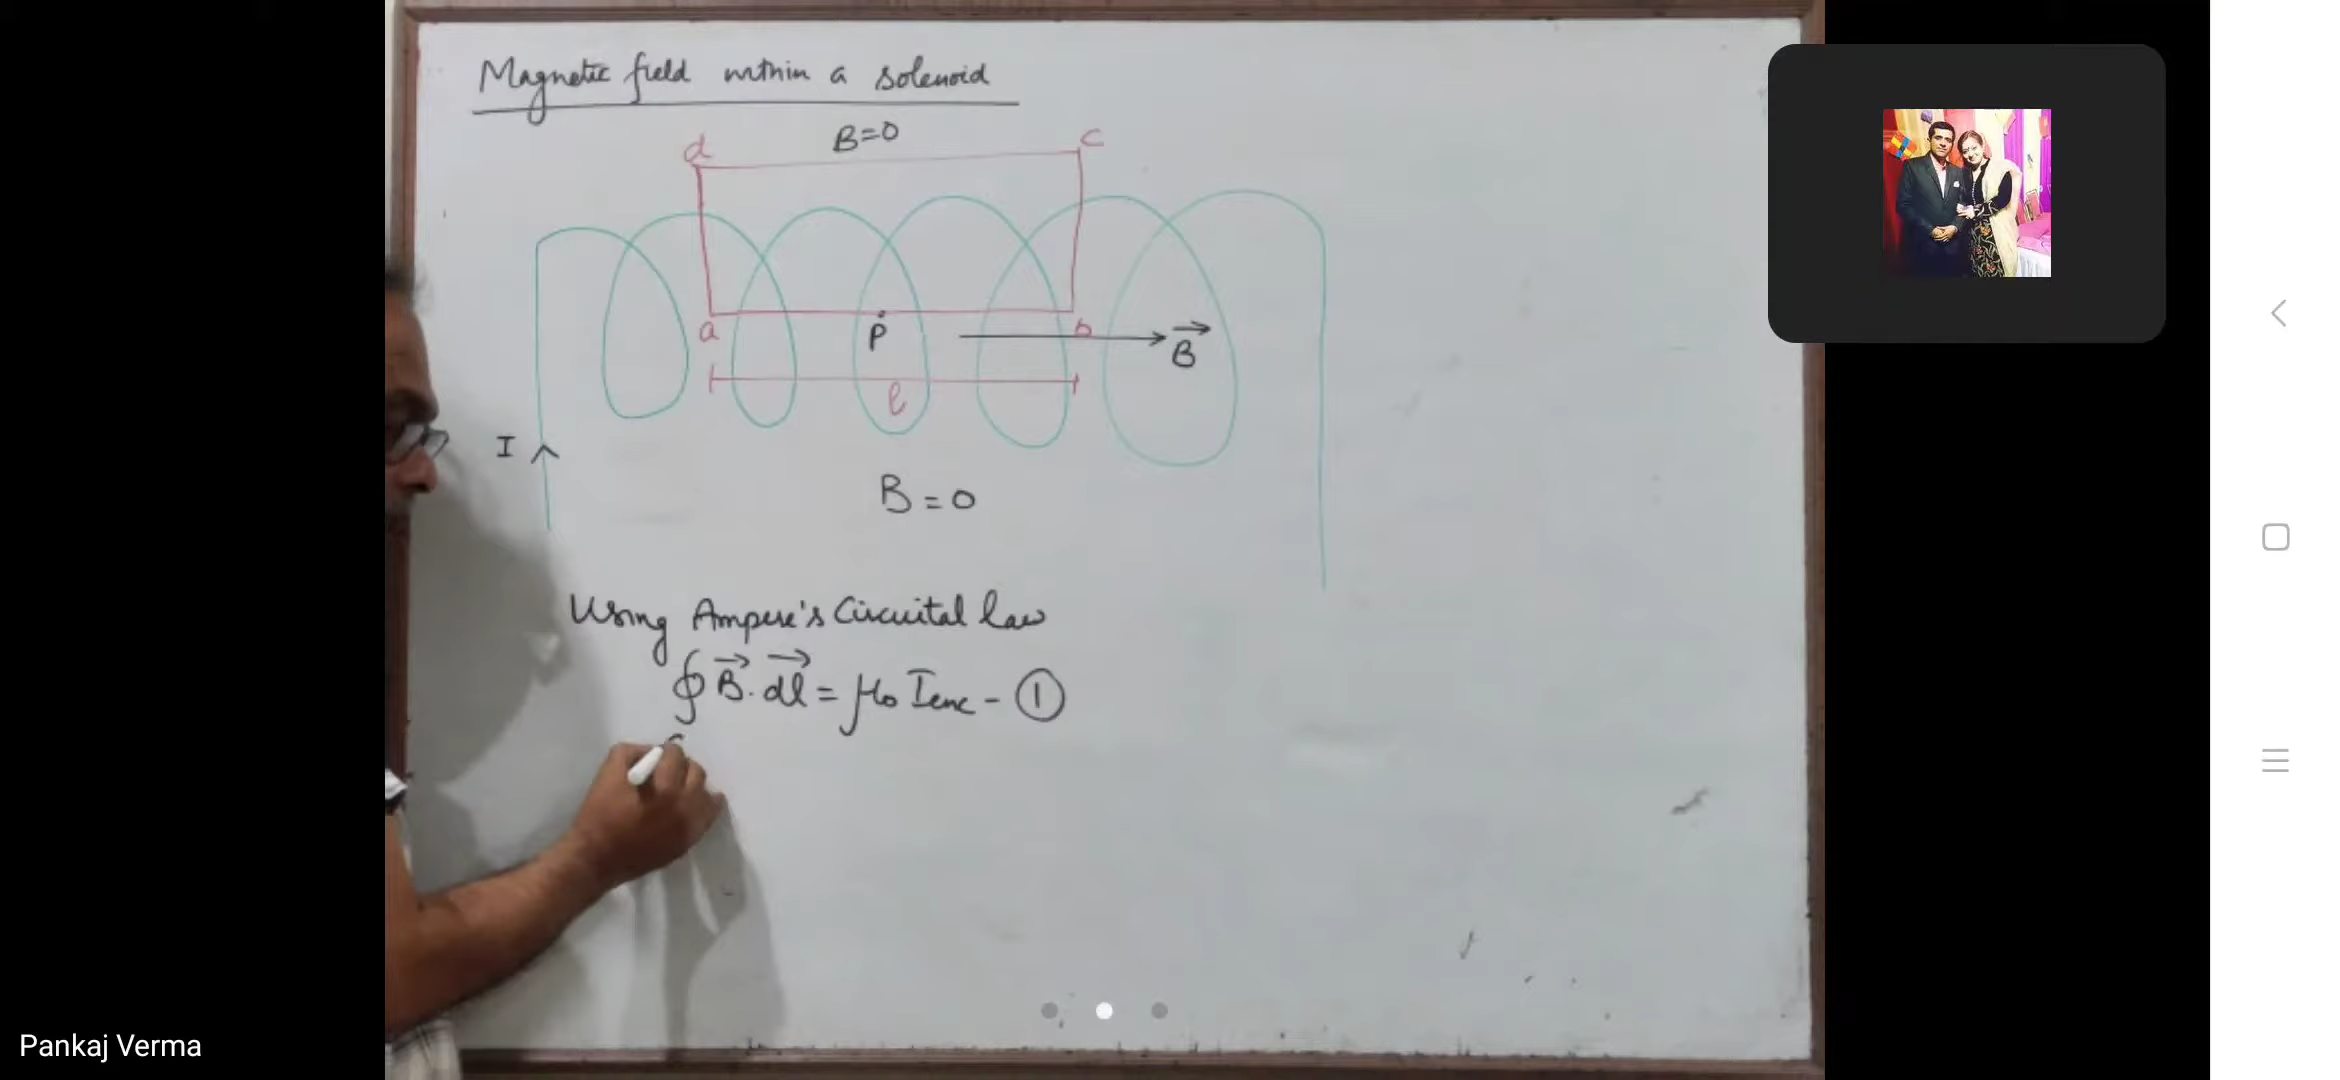 Magnetic field within a solenoid
d B=0 c
a P b B⃗
l
I
B = 0
Using Ampere's Circuital law
∮ B⃗. dl⃗ = μ₀ Ienc - ①
Pankaj Verma